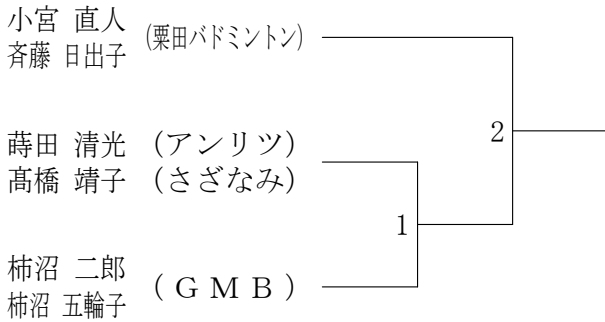 小宮 直人
斉藤 日出子 (粟田バドミントン)
2
蒔田 清光 (アンリツ)
髙橋 靖子 (さざなみ)
1
柿沼 二郎
柿沼 五輪子 (GMB)